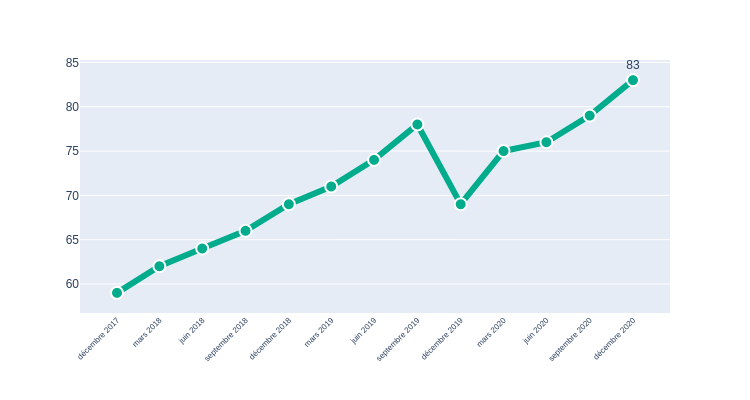 85
83
80
75
70
65
60
décembre 2017
mars 2018
juin 2018
septembre 2018
décembre 2018
mars 2019
juin 2019
septembre 2019
décembre 2019
mars 2020
juin 2020
septembre 2020
décembre 2020